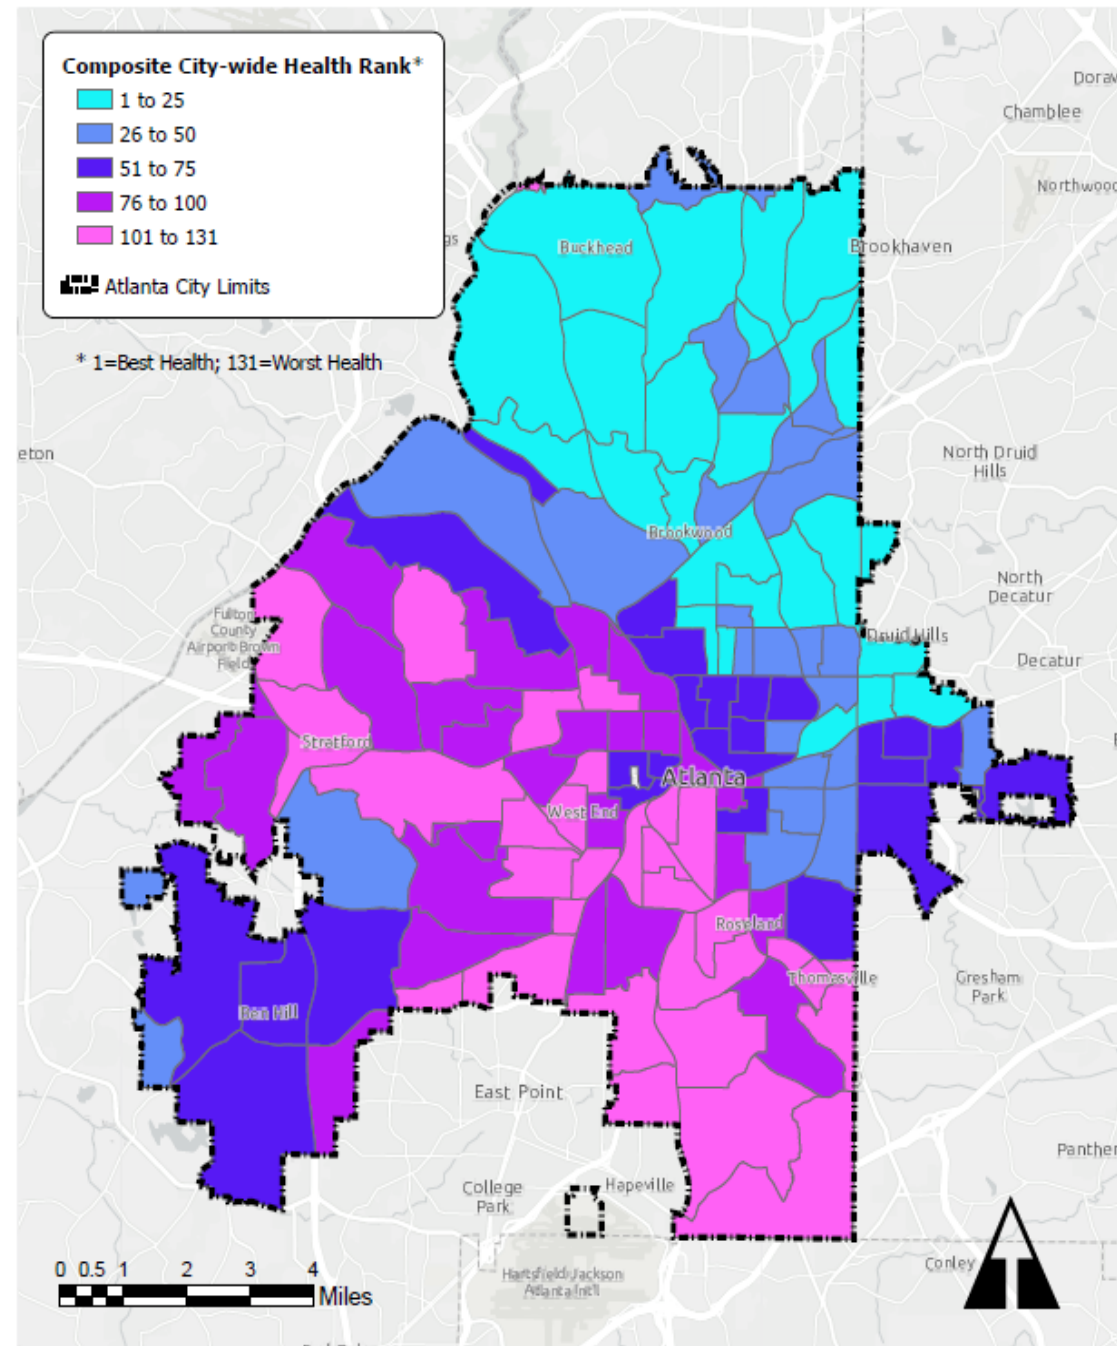 Composite City-wide Health Rank*
1 to 25
26 to 50
51 to 75
76 to 100
101 to 131
Atlanta City Limits
* 1=Best Health; 131=Worst Health
Chamblee
Northwood
gs
Buckhead
Brookhaven
eton
North Druid
Hills
Brookwood
North
Decatur
Fulton
County
Airport Brown
Field
Druid Hills
Decatur
Stratford
Atlanta
West End
Roseland
Thomasville
Gresham
Park
Ben Hill
East Point
Panther
College
Park
Hapeville
Conley
Hartsfield Jackson
Atlanta Int'l
0 0.5 1 2 3 4
Miles